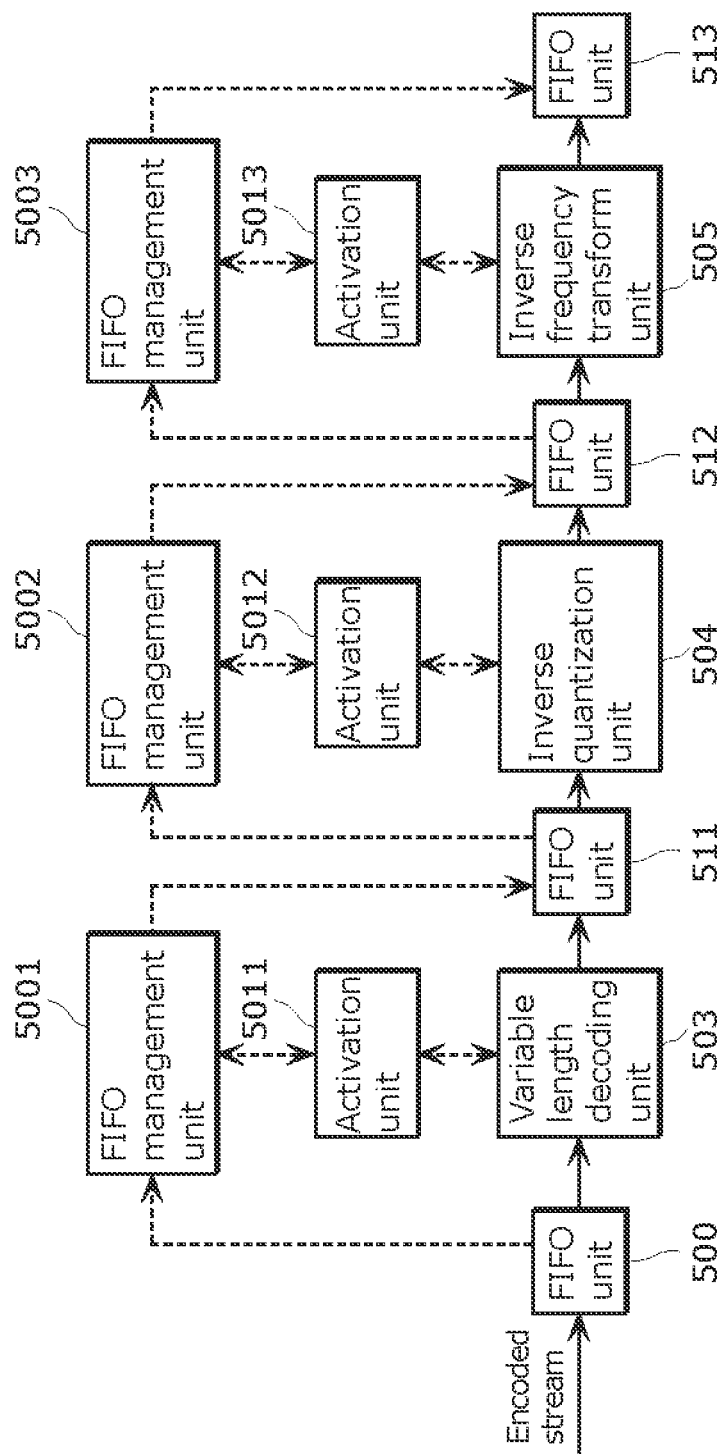 5001
FIFO
management
unit
5011
Activation
unit
Encoded
stream
FIFO
unit
500
Variable
length
decoding
unit
503
FIFO
unit
511
5002
FIFO
management
unit
5012
Activation
unit
Inverse
quantization
unit
504
FIFO
unit
512
5003
FIFO
management
unit
5013
Activation
unit
Inverse
frequency
transform
unit
505
FIFO
unit
513